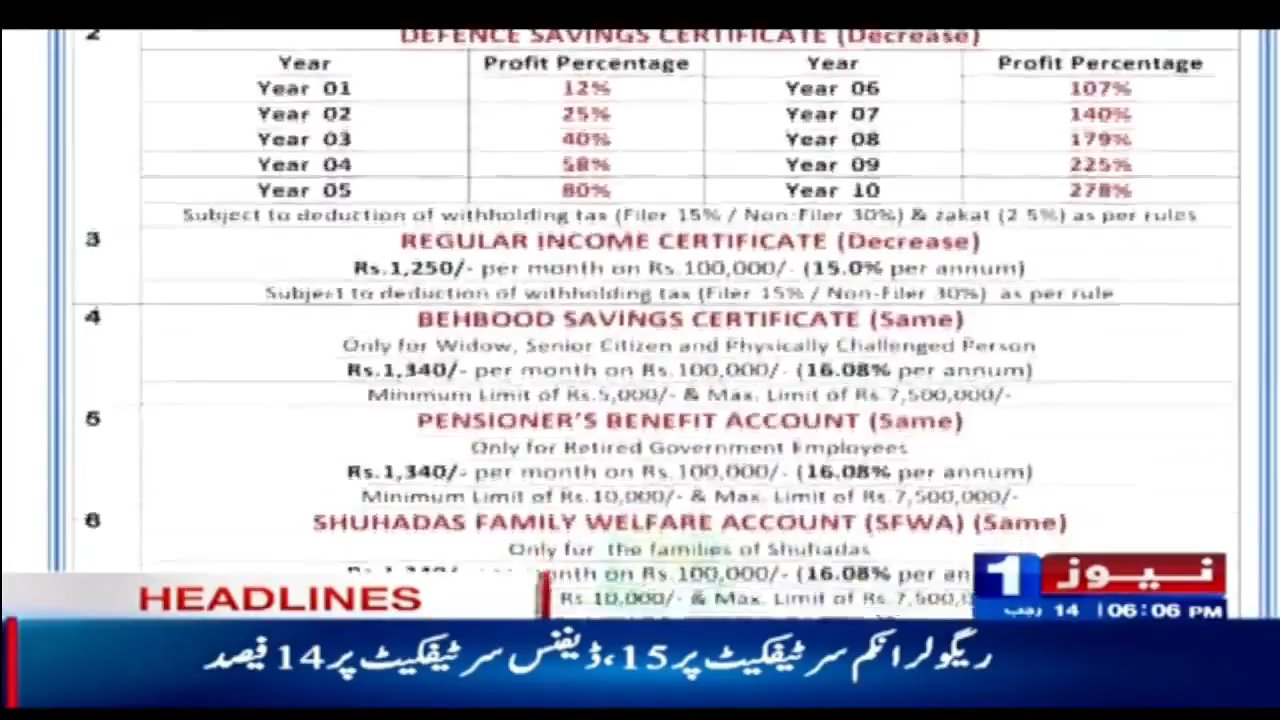 2 DEFENCE SAVINGS CERTIFICATE (Decrease)
Year Profit Percentage Year Profit Percentage
Year 01 12% Year 06 107%
Year 02 25% Year 07 140%
Year 03 40% Year 08 179%
Year 04 58% Year 09 225%
Year 05 80% Year 10 278%
Subject to deduction of withholding tax (Filer 15% / Non-Filer 30%) & zakat (2.5%) as per rules
3 REGULAR INCOME CERTIFICATE (Decrease)
Rs.1,250/- per month on Rs.100,000/- (15.0% per annum)
Subject to deduction of withholding tax (Filer 15% / Non-Filer 30%) as per rule
4 BEHBOOD SAVINGS CERTIFICATE (Same)
Only for Widow, Senior Citizen and Physically Challenged Person
Rs.1,340/- per month on Rs.100,000/- (16.08% per annum)
Minimum Limit of Rs.5,000/- & Max. Limit of Rs.7,500,000/-
5 PENSIONER'S BENEFIT ACCOUNT (Same)
Only for Retired Government Employees
Rs.1,340/- per month on Rs.100,000/- (16.08% per annum)
Minimum Limit of Rs.10,000/- & Max. Limit of Rs.7,500,000/-
6 SHUHADAS FAMILY WELFARE ACCOUNT (SFWA) (Same)
Only for the families of Shuhadas
on Rs.100,000/- (16.08% per
Rs.10,000/- & Max. Limit of
1 نیوز
HEADLINES
14 رجب | 06:06 PM
ریگولر انکم سرٹیفکیٹ پر 15، ڈیفنس سرٹیفکیٹ پر 14 فیصد